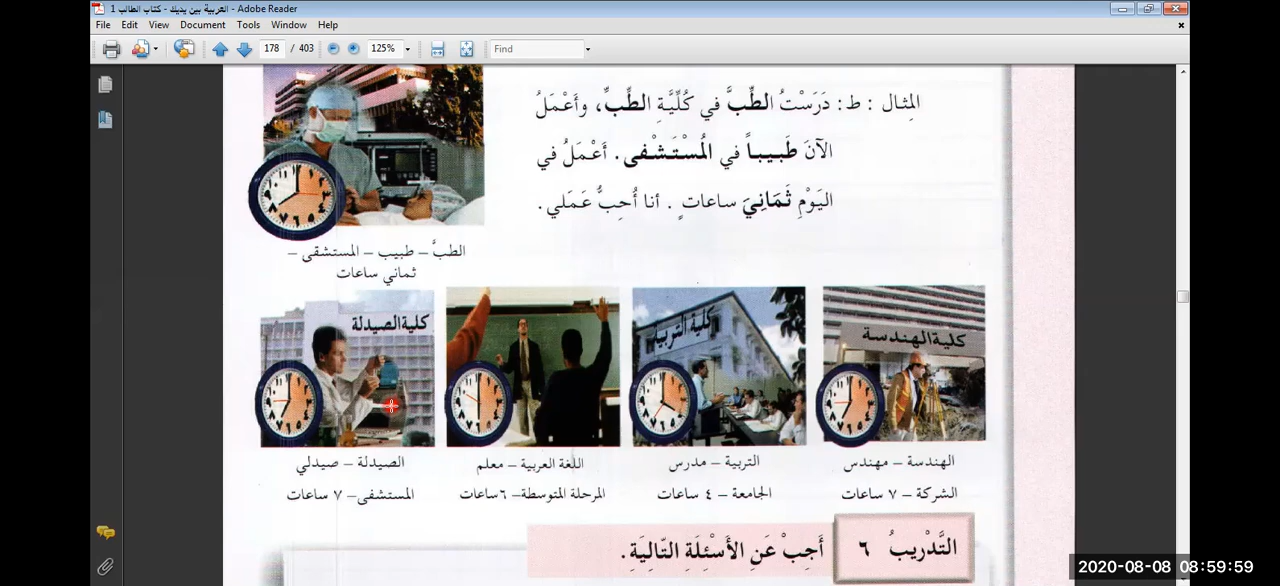 العربية بين يديك - كتاب الطالب 1 - Adobe Reader
File Edit View Document Tools Window Help
178 / 403 125% Find
المِثال : ط : دَرَسْتُ الطِّبَّ في كُلِّيَّةِ الطِّبِّ، وأَعْمَلُ
الآنَ طَبيباً في المُسْتَشْفى. أَعْمَلُ في
اليَوْمِ ثَمَانِيَ ساعات . أنا أُحِبُّ عَمَلي.
الطبَّ – طبيب – المستشفى –
ثماني ساعات
كلية الهندسة
كلية التربية
كلية الصيدلة
الهندسة – مهندس
الشركة – ٧ ساعات
التربية – مدرس
الجامعة – ٤ ساعات
اللغة العربية – معلم
المرحلة المتوسطة– ٦ساعات
الصيدلة – صيدلي
المستشفى– ٧ ساعات
التَّدْريبُ ٦
أَجِبْ عَنِ الأَسْئِلَةِ التّالِيَةِ.
2020-08-08 08:59:59